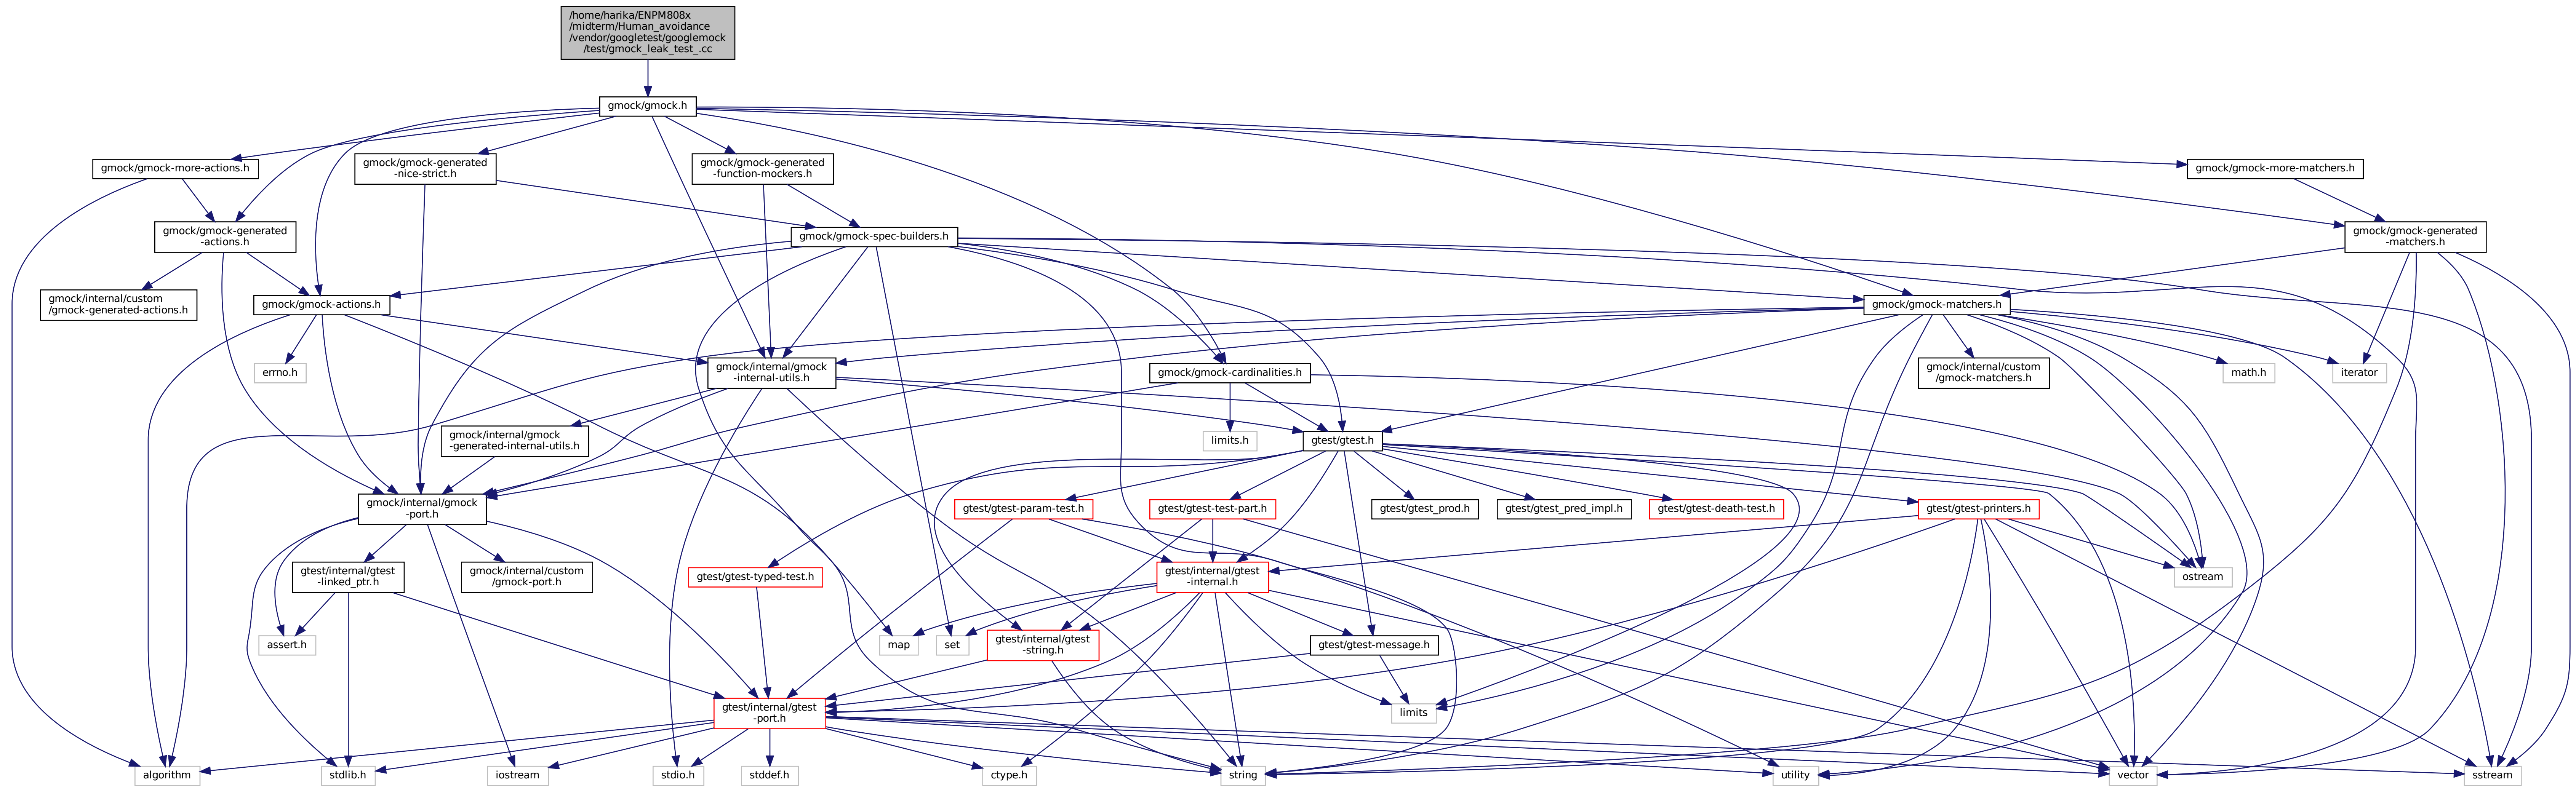 /home/harika/ENPM808x
/midterm/Human_avoidance
/vendor/googletest/googlemock
/test/gmock_leak_test_.cc
gmock/gmock.h
gmock/gmock-more-actions.h
gmock/gmock-generated
-nice-strict.h
gmock/gmock-generated
-function-mockers.h
gmock/gmock-more-matchers.h
gmock/gmock-generated
-actions.h
gmock/gmock-spec-builders.h
gmock/gmock-generated
-matchers.h
gmock/internal/custom
/gmock-generated-actions.h
gmock/gmock-actions.h
gmock/gmock-matchers.h
errno.h
gmock/internal/gmock
-internal-utils.h
gmock/gmock-cardinalities.h
gmock/internal/custom
/gmock-matchers.h
math.h
iterator
gmock/internal/gmock
-generated-internal-utils.h
limits.h
gtest/gtest.h
gmock/internal/gmock
-port.h
gtest/gtest-param-test.h
gtest/gtest-test-part.h
gtest/gtest_prod.h
gtest/gtest_pred_impl.h
gtest/gtest-death-test.h
gtest/gtest-printers.h
gtest/internal/gtest
-linked_ptr.h
gmock/internal/custom
/gmock-port.h
gtest/gtest-typed-test.h
gtest/internal/gtest
-internal.h
ostream
assert.h
map
set
gtest/internal/gtest
-string.h
gtest/gtest-message.h
gtest/internal/gtest
-port.h
limits
algorithm
stdlib.h
iostream
stdio.h
stddef.h
ctype.h
string
utility
vector
sstream